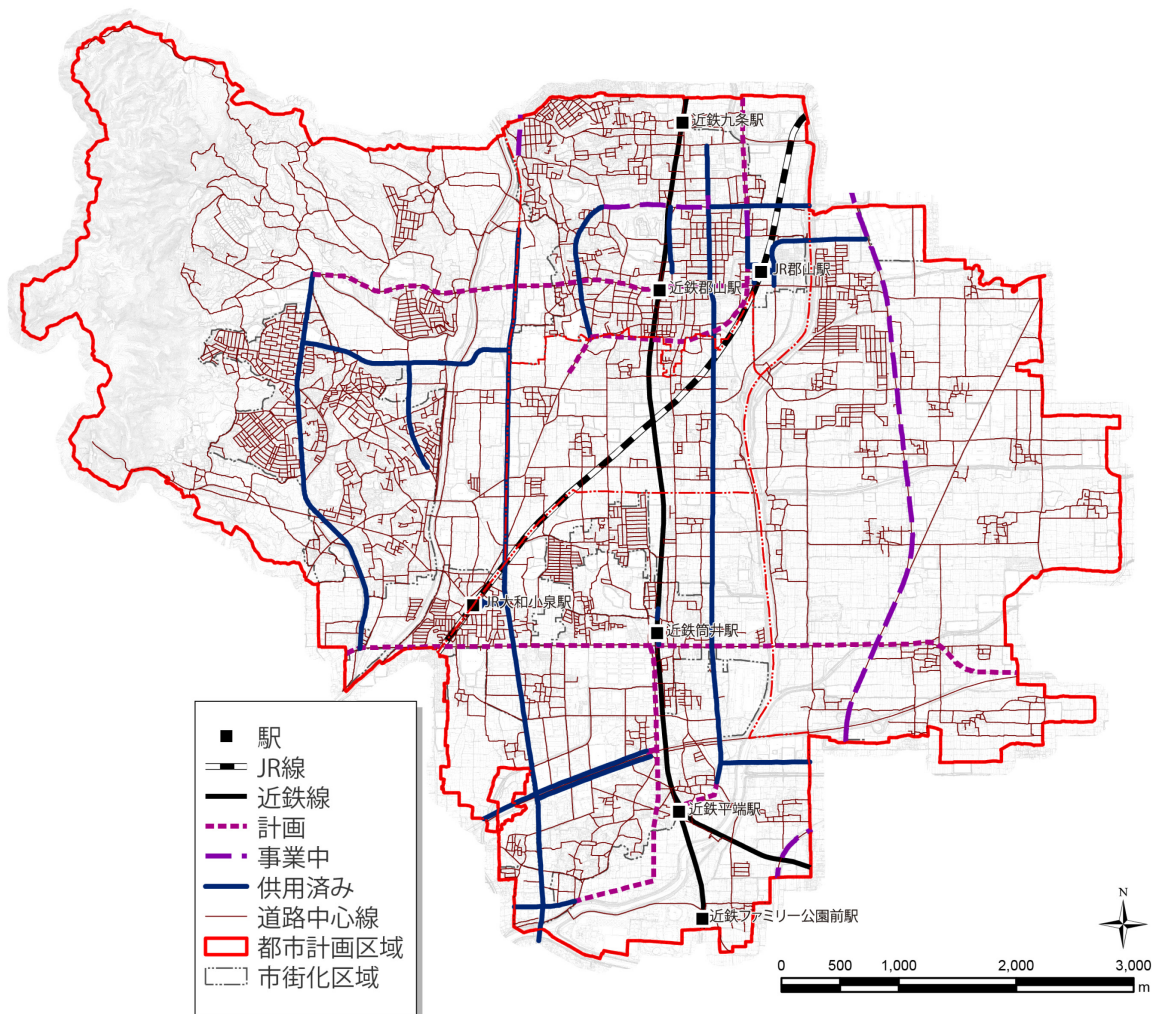 近鉄九条駅
JR郡山駅
近鉄郡山駅
JR大和小泉駅
近鉄筒井駅
近鉄平端駅
近鉄ファミリー公園前駅
駅
JR線
近鉄線
計画
事業中
供用済み
道路中心線
都市計画区域
市街化区域
N
0 500 1,000 2,000 3,000
m